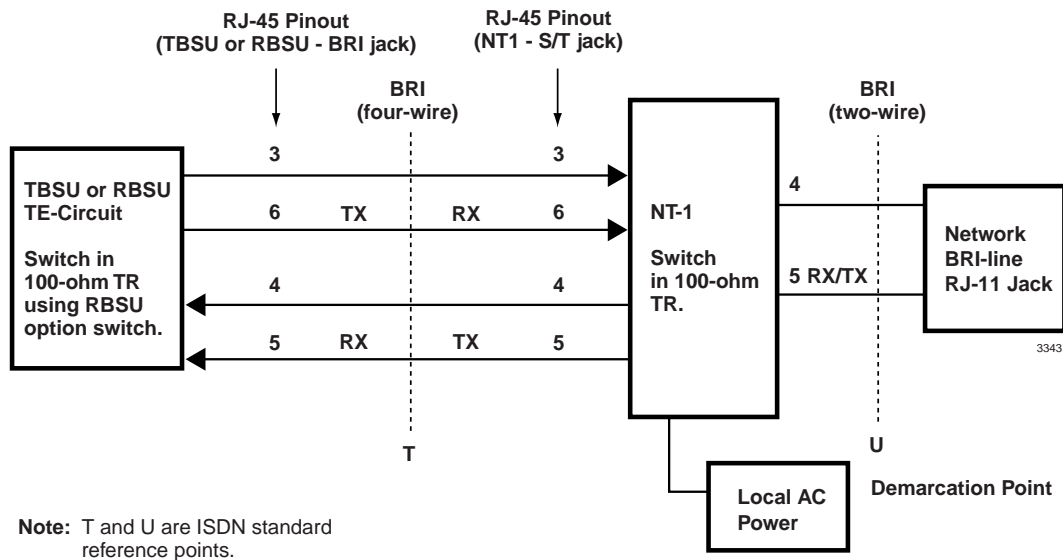 RJ-45 Pinout
(TBSU or RBSU - BRI jack)
RJ-45 Pinout
(NT1 - S/T jack)
BRI
(four-wire)
BRI
(two-wire)
TBSU or RBSU
TE-Circuit
Switch in
100-ohm TR
using RBSU
option switch.
3
3
6 TX RX 6
4
4
5 RX TX 5
NT-1
Switch
in 100-ohm
TR.
4
5 RX/TX
Network
BRI-line
RJ-11 Jack
3343
T
U
Local AC
Power
Demarcation Point
Note: T and U are ISDN standard
reference points.